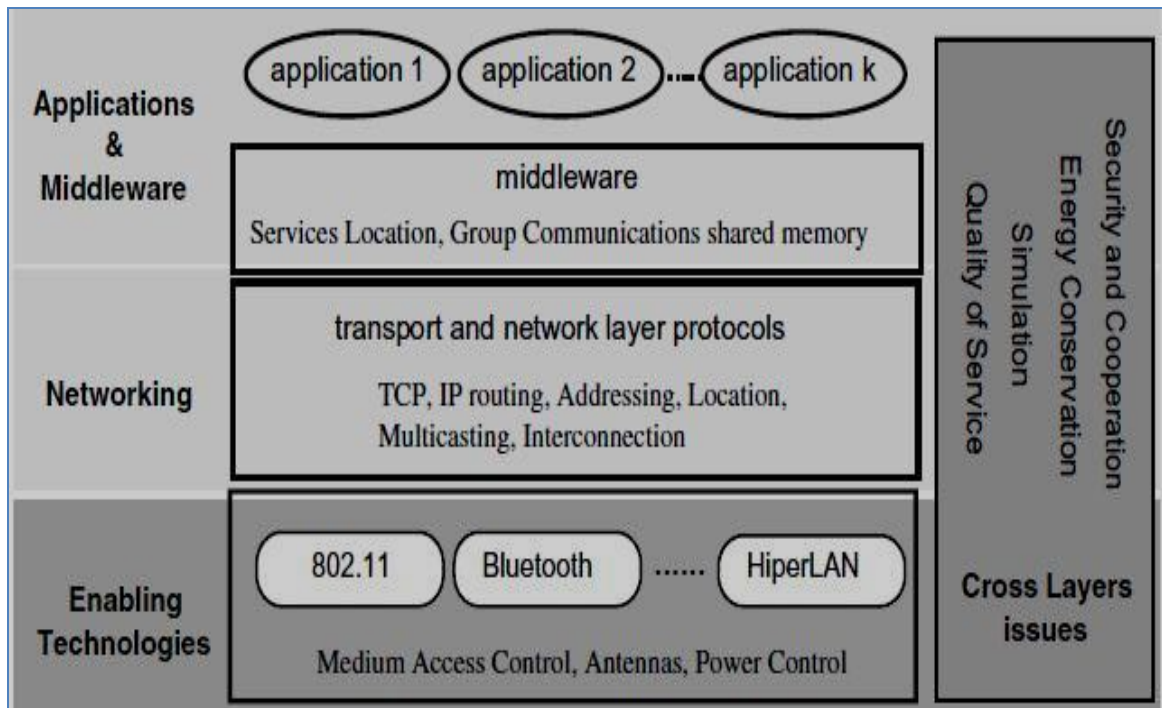 Applications
&
Middleware
application 1
application 2
.....
application k
middleware
Services Location, Group Communications shared memory
Networking
transport and network layer protocols
TCP, IP routing, Addressing, Location,
Multicasting, Interconnection
Enabling
Technologies
802.11
Bluetooth
......
HiperLAN
Medium Access Control, Antennas, Power Control
Security and Cooperation
Energy Conservation
Simulation
Quality of Service
Cross Layers
issues